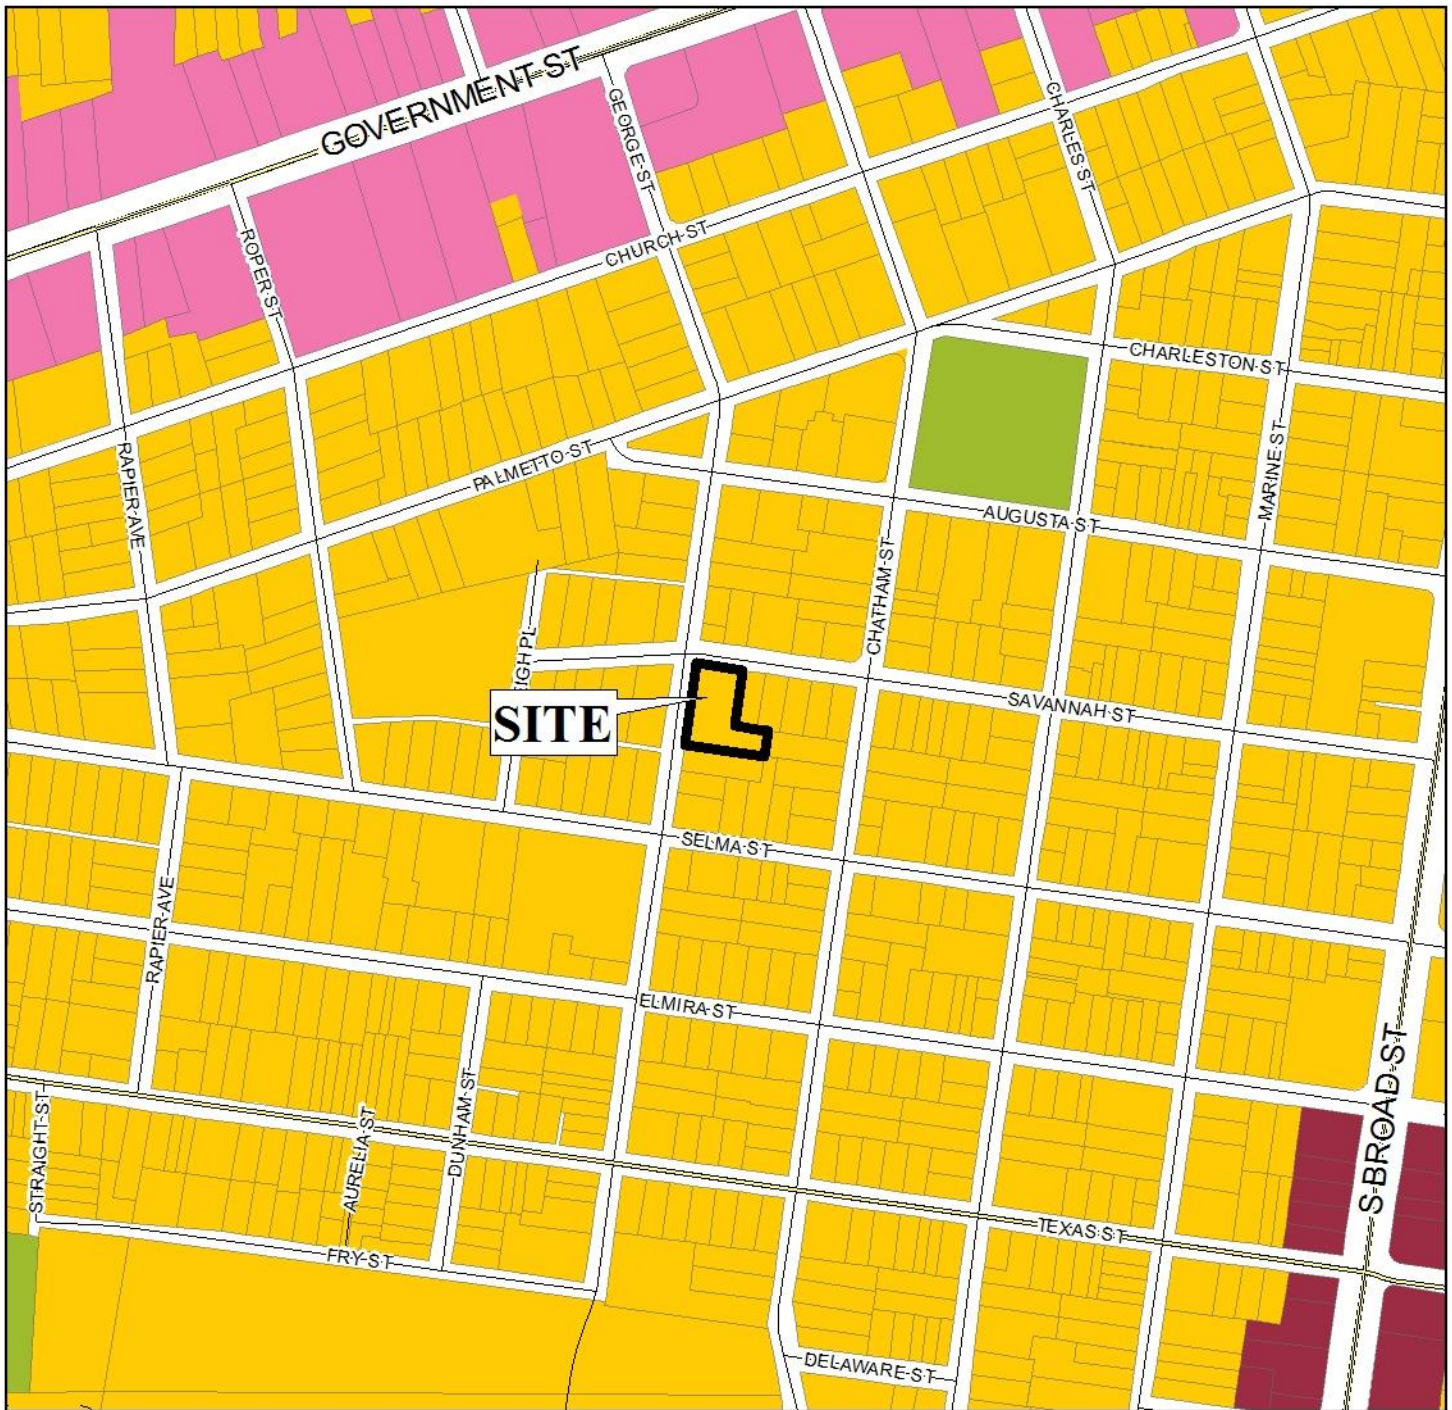 GOVERNMENT ST
GEORGE ST
CHARLES ST
ROPER ST
CHURCH ST
CHARLESTON ST
RAPIER AVE
PALMETTO ST
MARINE ST
AUGUSTA ST
CHATHAM ST
EIGH PL
SAVANNAH ST
SITE
SELMA ST
RAPIER AVE
ELMIRA ST
S BROAD ST
STRAIGHT ST
AURELIA ST
DUNHAM ST
TEXAS ST
FRY ST
DELAWARE ST